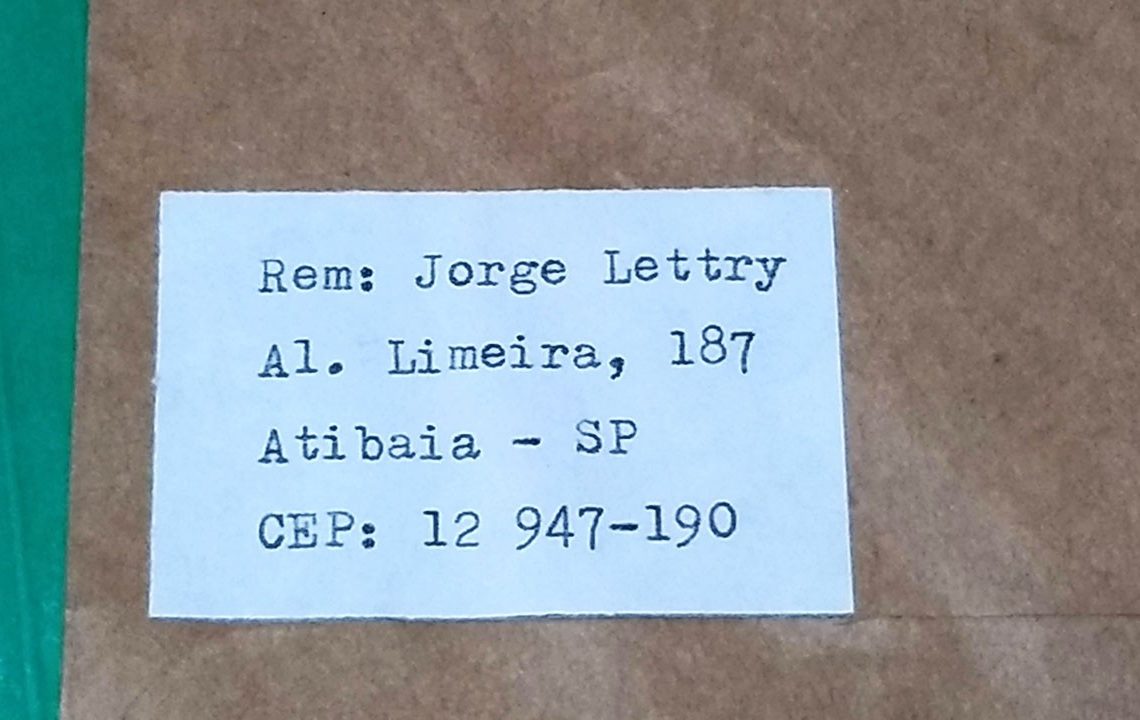 Rem: Jorge Lettry
Al. Limeira, 187
Atibaia - SP
CEP: 12 947-190